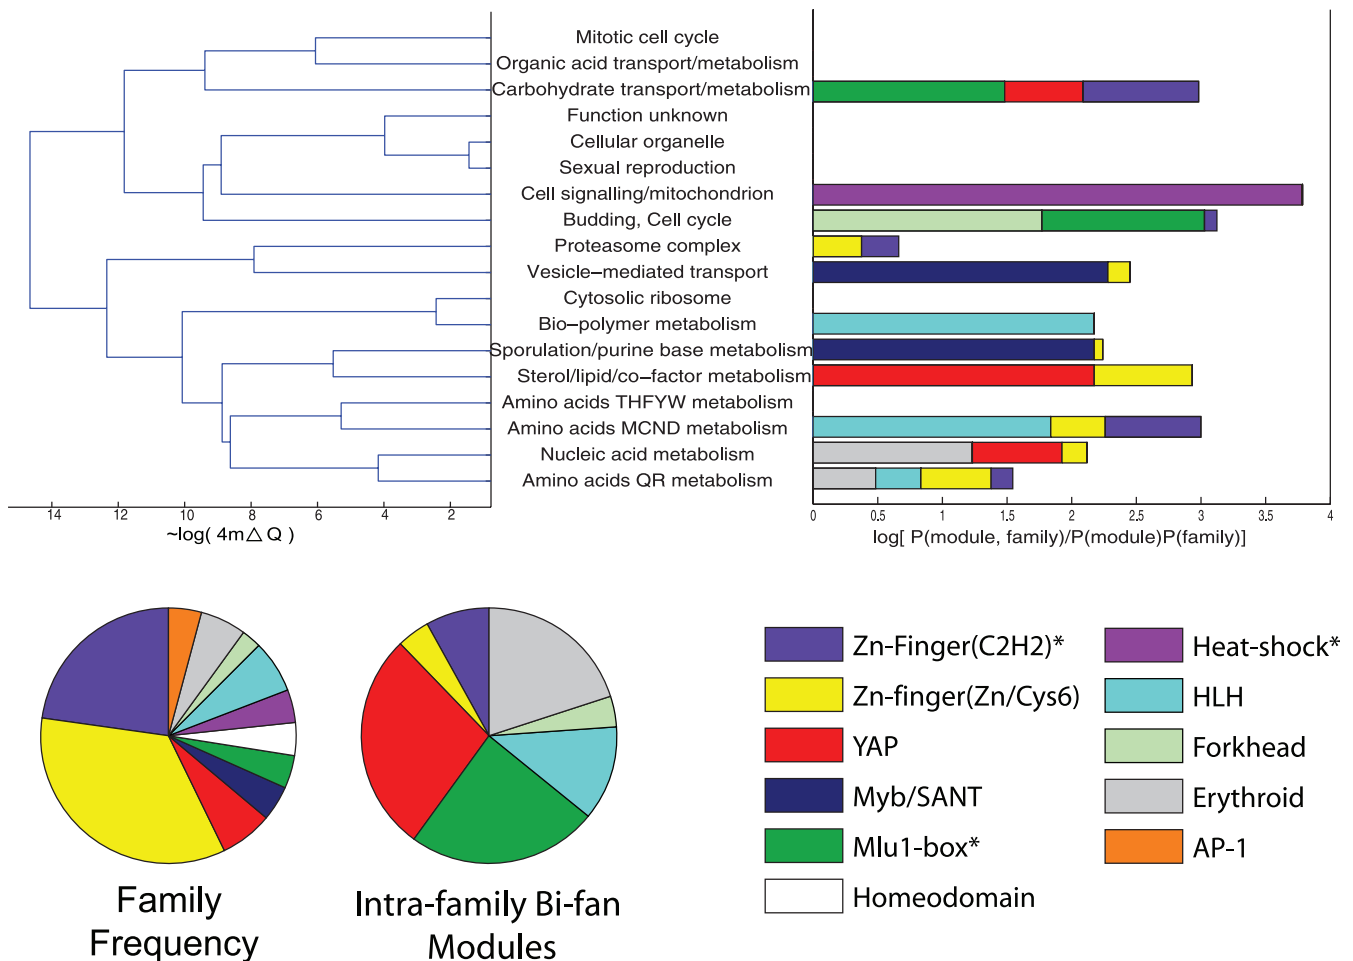 Mitotic cell cycle
Organic acid transport/metabolism
Carbohydrate transport/metabolism
Function unknown
Cellular organelle
Sexual reproduction
Cell signalling/mitochondrion
Budding, Cell cycle
Proteasome complex
Vesicle−mediated transport
Cytosolic ribosome
Bio−polymer metabolism
Sporulation/purine base metabolism
Sterol/lipid/co−factor metabolism
Amino acids THFYW metabolism
Amino acids MCND metabolism
Nucleic acid metabolism
Amino acids QR metabolism
14 12 10 8 6 4 2
~log( 4m△ Q )
0 0.5 1 1.5 2 2.5 3 3.5 4
log[ P(module, family)/P(module)P(family)]
Family
Frequency
Intra-family Bi-fan
Modules
Zn-Finger(C2H2)*
Zn-finger(Zn/Cys6)
YAP
Myb/SANT
Mlu1-box*
Homeodomain
Heat-shock*
HLH
Forkhead
Erythroid
AP-1